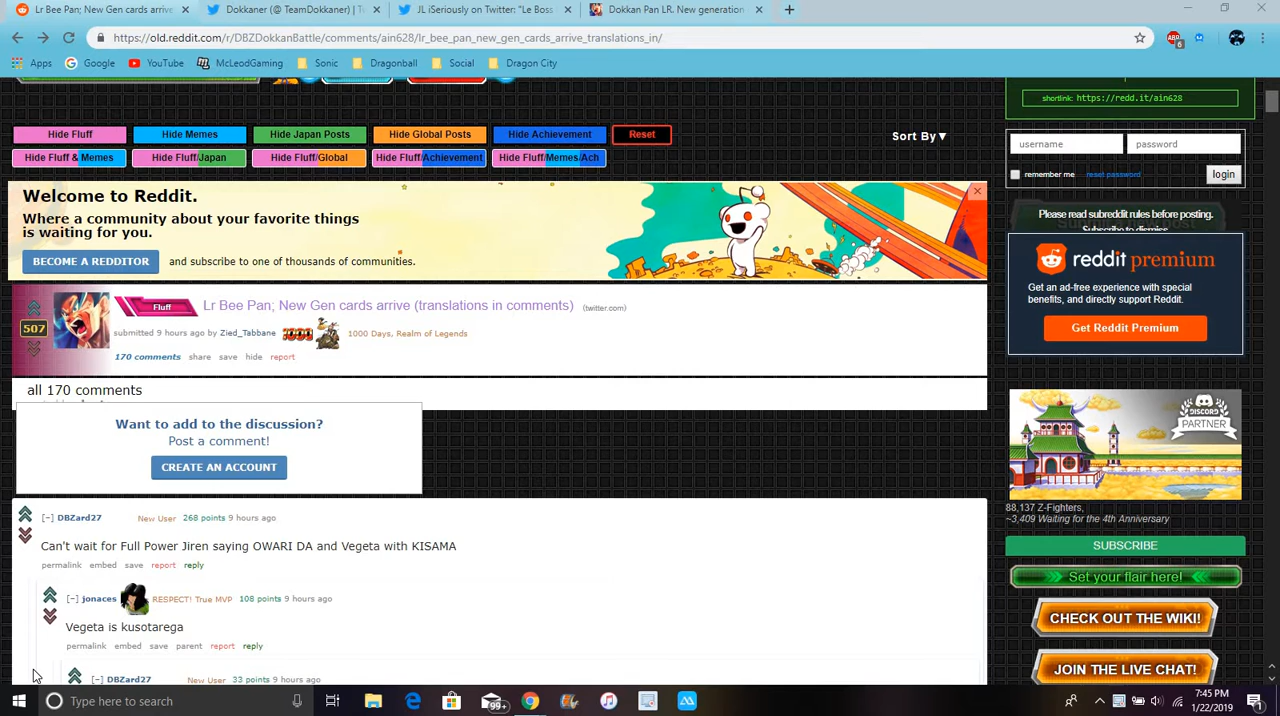 Lr Bee Pan; New Gen cards arrive
Dokkaner (@ TeamDokkaner) | T
JL iSeriously on Twitter: "Le Boss
Dokkan Pan LR. New generation
https://old.reddit.com/r/DBZDokkanBattle/comments/ain628/lr_bee_pan_new_gen_cards_arrive_translations_in/
6
Apps Google YouTube McLeodGaming Sonic Dragonball Social Dragon City
shortlink: https://redd.it/ain628
Hide Fluff Hide Memes Hide Japan Posts Hide Global Posts Hide Achievement Reset
Sort By▼
Hide Fluff & Memes Hide Fluff/Japan Hide Fluff/Global Hide Fluff/Achievement Hide Fluff/Memes/Ach
username password
remember me reset password login
Welcome to Reddit.
Where a community about your favorite things
is waiting for you.
BECOME A REDDITOR and subscribe to one of thousands of communities.
Please read subreddit rules before posting.
Subscribe to dismiss.
reddit premium
Get an ad-free experience with special
benefits, and directly support Reddit.
Get Reddit Premium
507
Fluff Lr Bee Pan; New Gen cards arrive (translations in comments) (twitter.com)
submitted 9 hours ago by Zied_Tabbane 1000 1000 Days, Realm of Legends
170 comments share save hide report
all 170 comments
Want to add to the discussion?
Post a comment!
CREATE AN ACCOUNT
DISCORD
PARTNER
88,137 Z-Fighters,
~3,409 Waiting for the 4th Anniversary
SUBSCRIBE
Set your flair here!
CHECK OUT THE WIKI!
JOIN THE LIVE CHAT!
[–] DBZard27 New User 268 points 9 hours ago
Can't wait for Full Power Jiren saying OWARI DA and Vegeta with KISAMA
permalink embed save report reply
[–] jonaces RESPECT! True MVP 108 points 9 hours ago
Vegeta is kusotarega
permalink embed save parent report reply
[–] DBZard27 New User 33 points 9 hours ago
Type here to search
99+
7:45 PM
1/22/2019
1